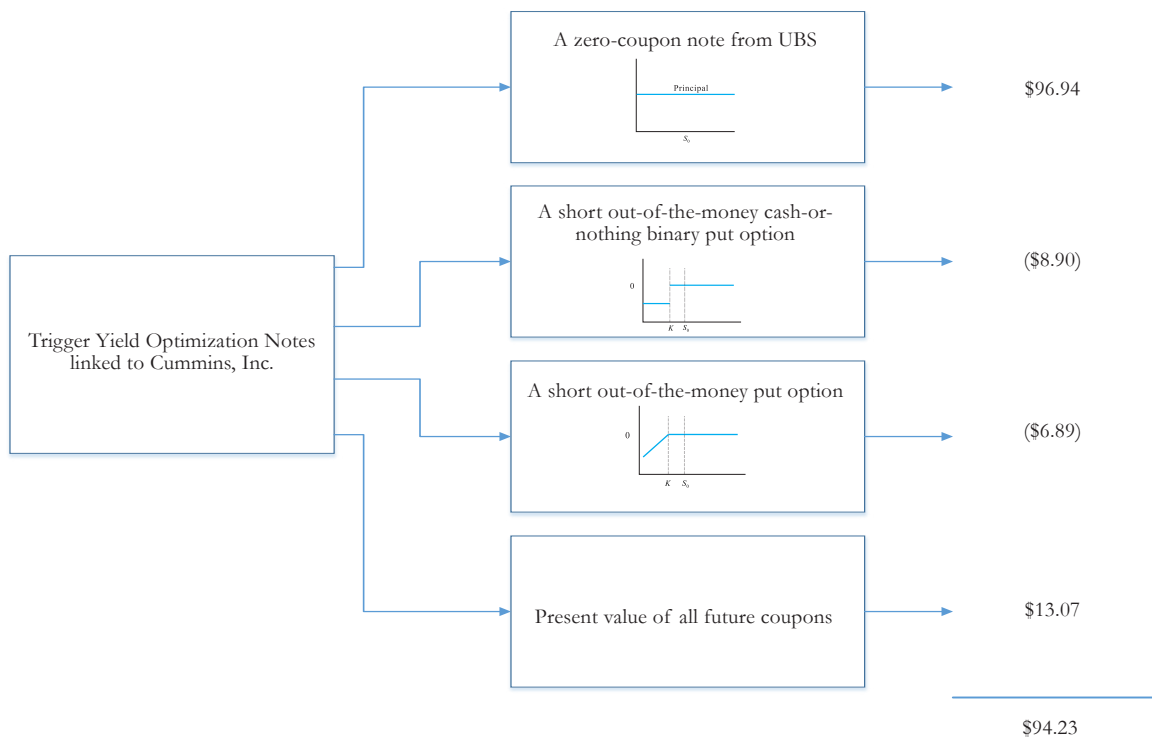 A zero-coupon note from UBS
Principal
S0
$96.94
A short out-of-the-money cash-or-
nothing binary put option
0
K S0
($8.90)
Trigger Yield Optimization Notes
linked to Cummins, Inc.
A short out-of-the-money put option
0
K S0
($6.89)
Present value of all future coupons
$13.07
$94.23